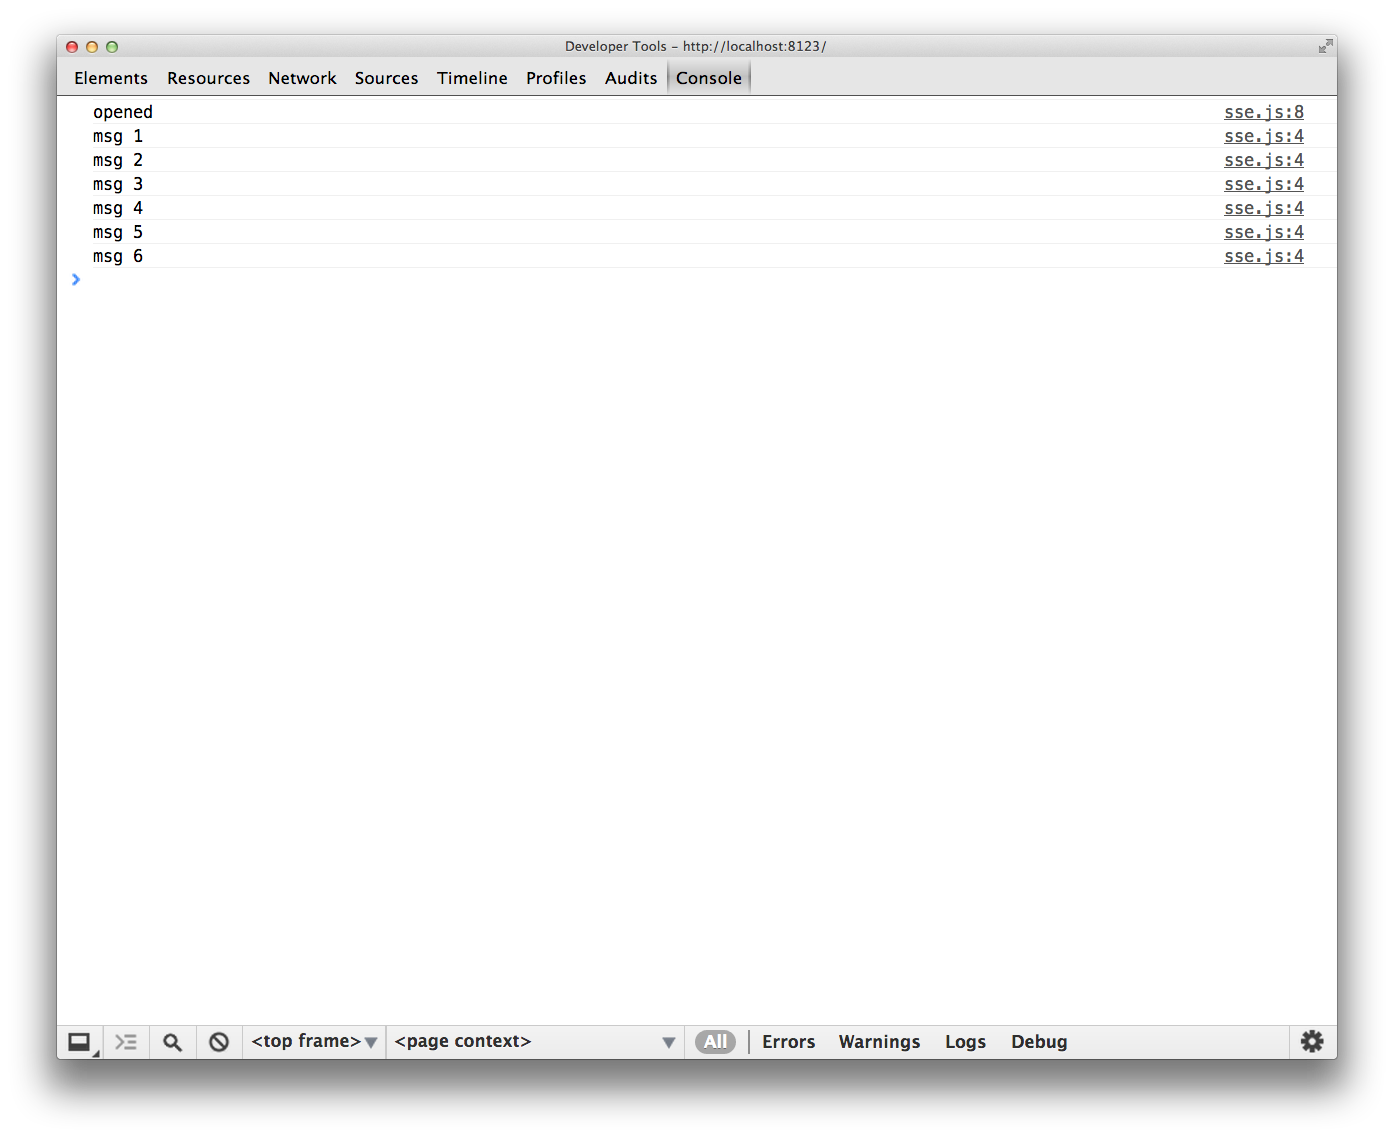 Developer Tools - http://localhost:8123/
Elements Resources Network Sources Timeline Profiles Audits Console
opened sse.js:8
msg 1 sse.js:4
msg 2 sse.js:4
msg 3 sse.js:4
msg 4 sse.js:4
msg 5 sse.js:4
msg 6 sse.js:4
<top frame> <page context> All Errors Warnings Logs Debug